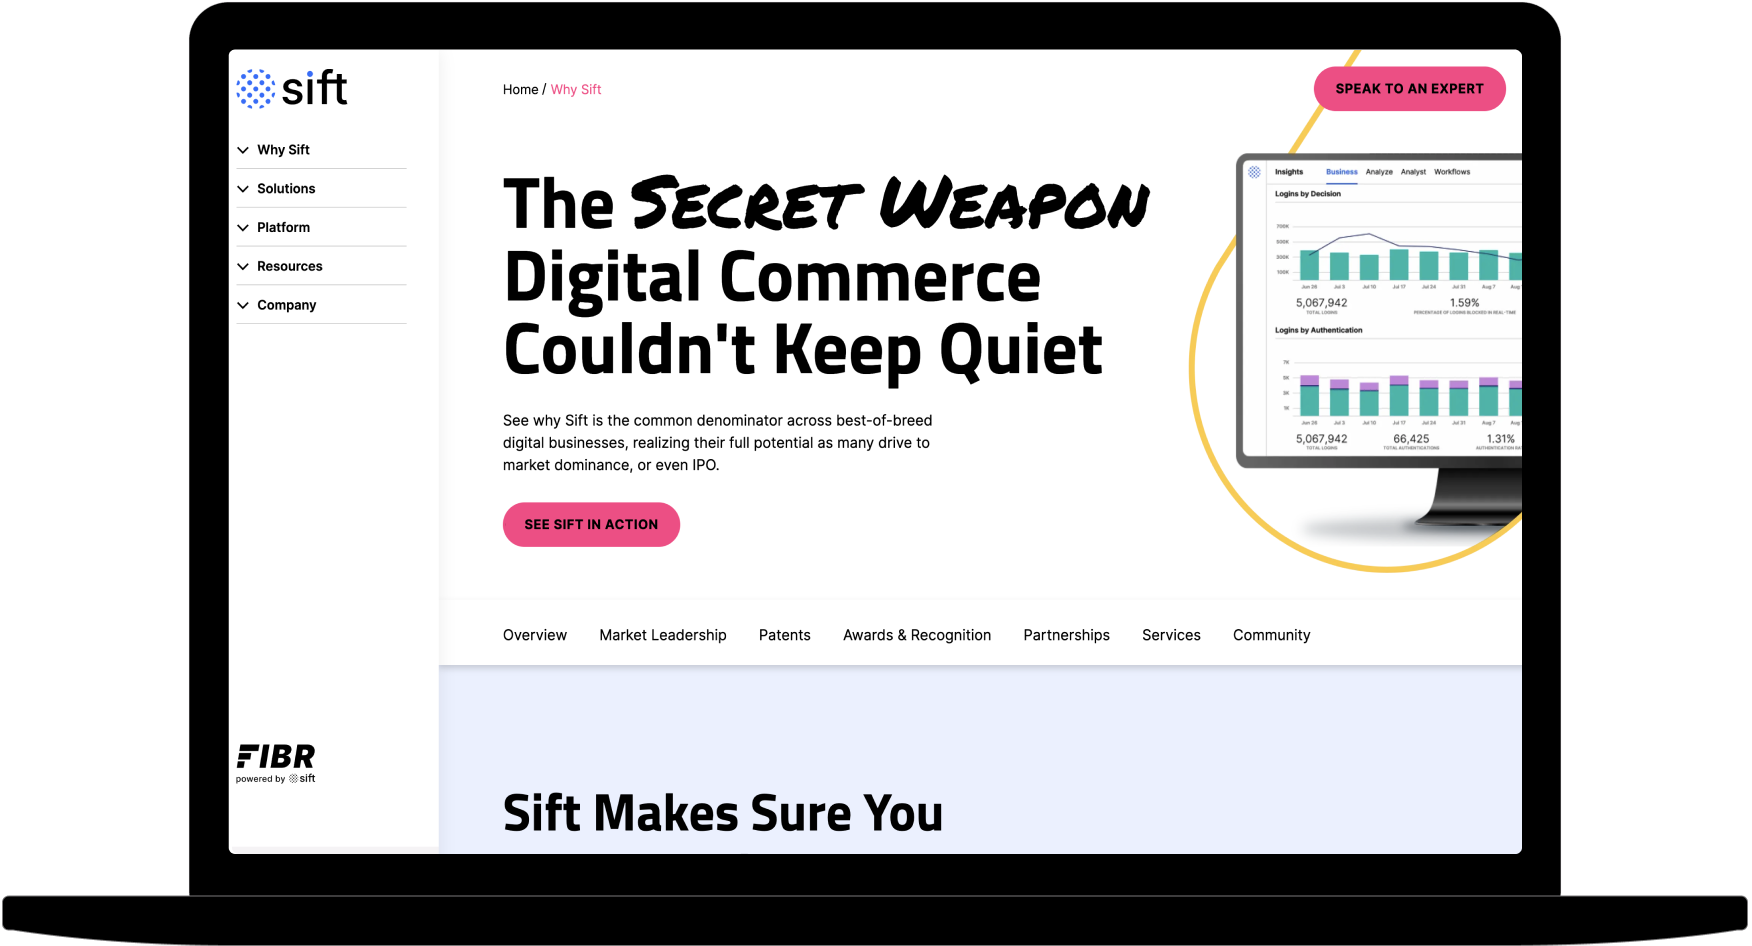 sift
Why Sift
Solutions
Platform
Resources
Company
FIBR
powered by sift
Home / Why Sift
SPEAK TO AN EXPERT
The SECRET WEAPON
Digital Commerce
Couldn't Keep Quiet
See why Sift is the common denominator across best-of-breed
digital businesses, realizing their full potential as many drive to
market dominance, or even IPO.
SEE SIFT IN ACTION
Insights Business Analyze Analyst Workflows
Logins by Decision
700K
500K
300K
100K
Jun 26 Jul 3 Jul 10 Jul 17 Jul 24 Jul 31 Aug 7 Aug
5,067,942 1.59%
TOTAL LOGINS PERCENTAGE OF LOGINS BLOCKED IN REAL-TIME
Logins by Authentication
7K
5K
3K
1K
Jun 26 Jul 3 Jul 10 Jul 17 Jul 24 Jul 31 Aug 7 Aug
5,067,942 66,425 1.31%
TOTAL LOGINS TOTAL AUTHENTICATIONS AUTHENTICATION
Overview Market Leadership Patents Awards & Recognition Partnerships Services Community
Sift Makes Sure You